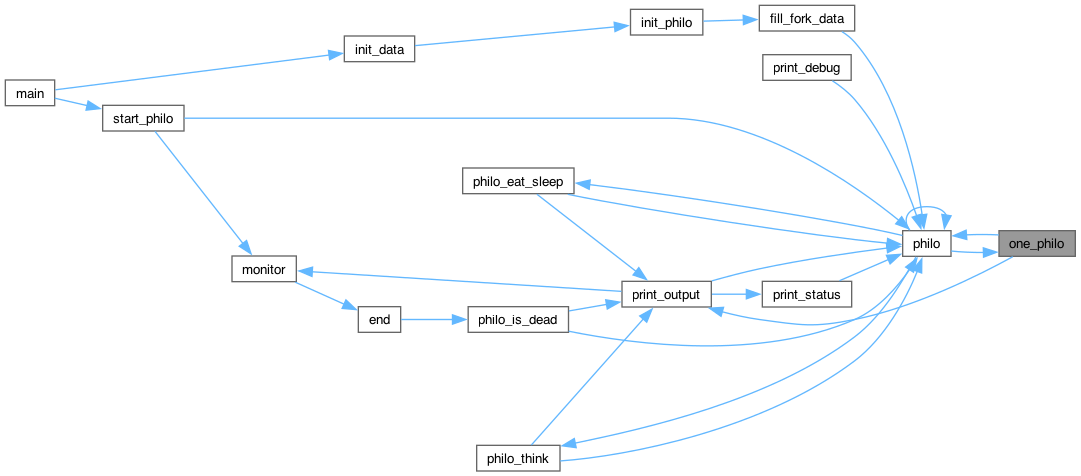 fill_fork_data
init_philo
init_data
print_debug
main
start_philo
philo_eat_sleep
philo
one_philo
monitor
print_output
print_status
end
philo_is_dead
philo_think